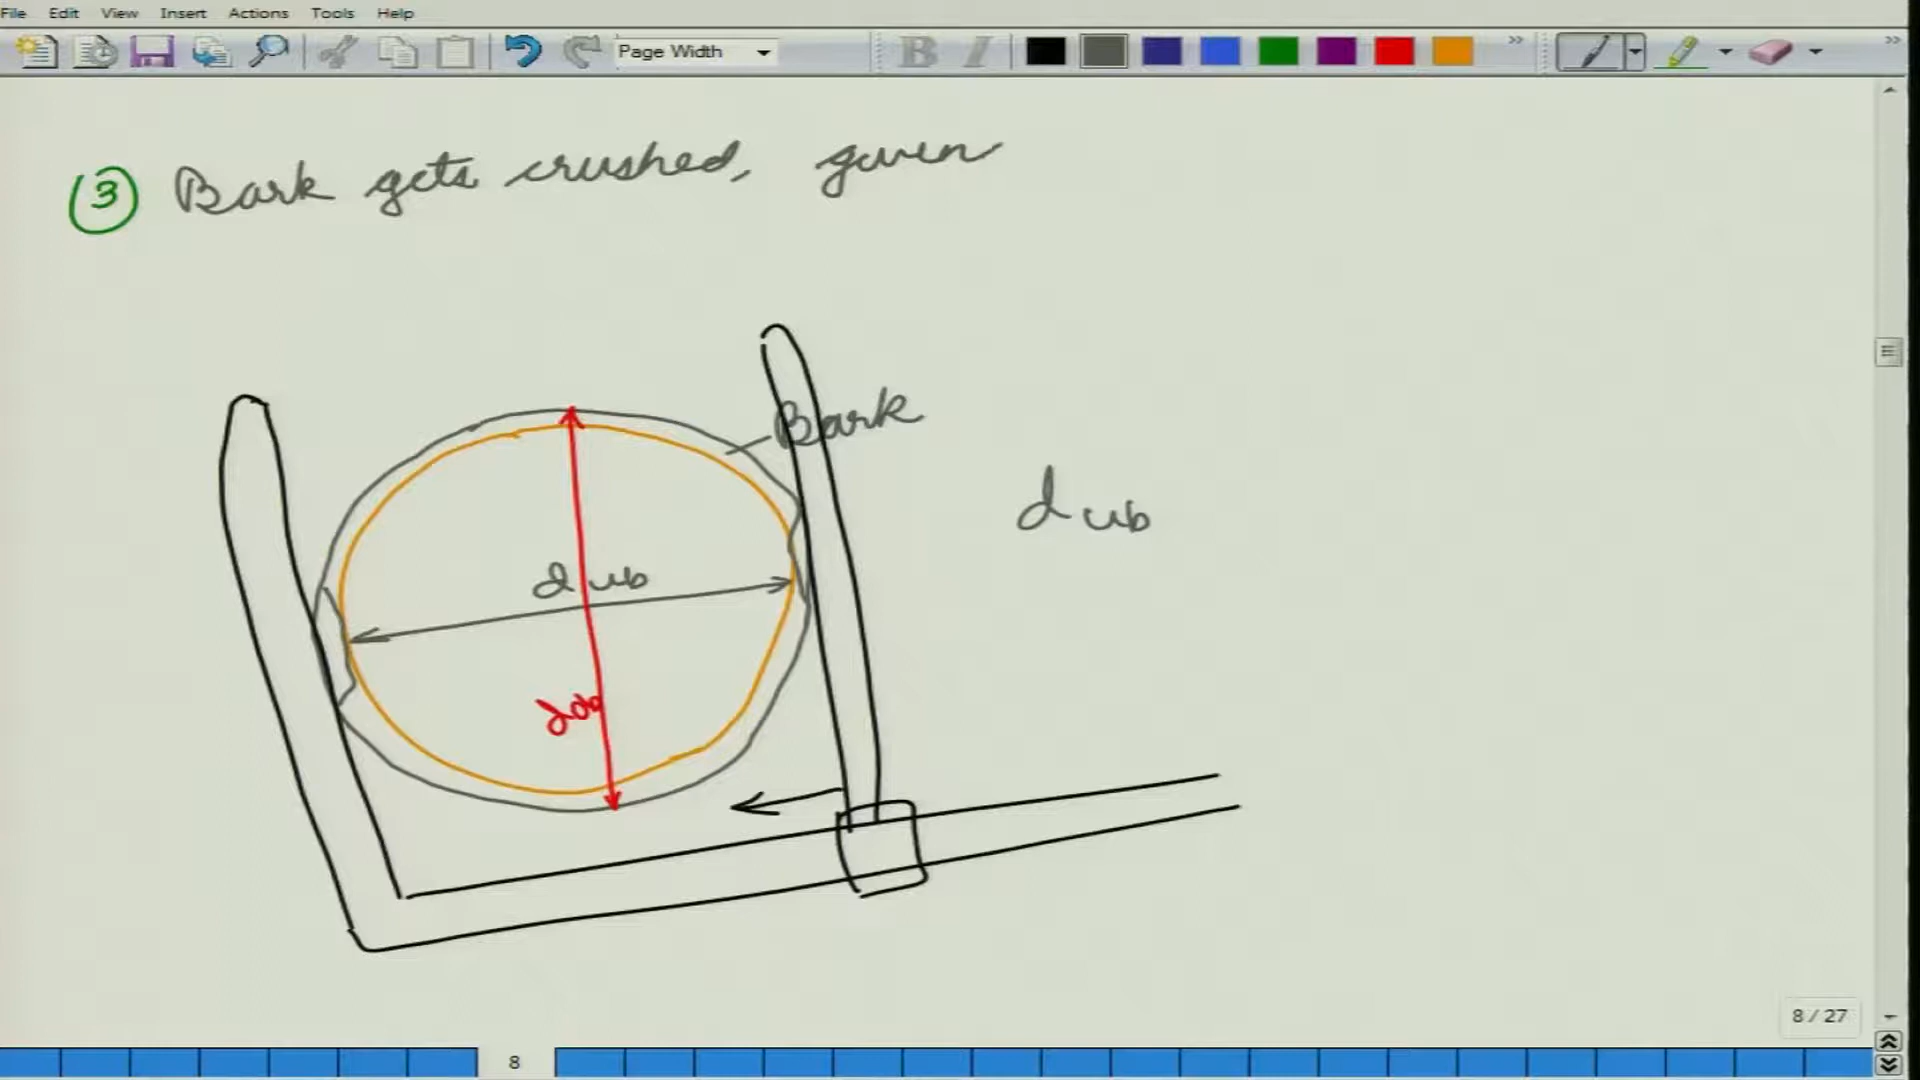 File Edit View Insert Actions Tools Help
Page Width
B I
3 Bark gets crushed, given
Bark
dub
dub
dob
8 / 27
8